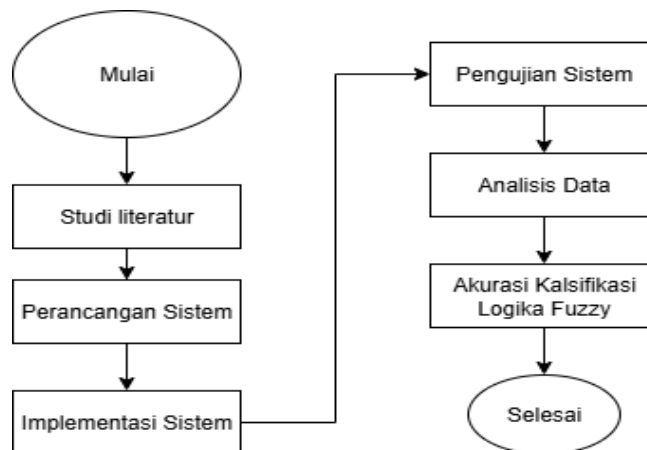 Mulai
Studi literatur
Perancangan Sistem
Implementasi Sistem
Pengujian Sistem
Analisis Data
Akurasi Kalsifikasi
Logika Fuzzy
Selesai